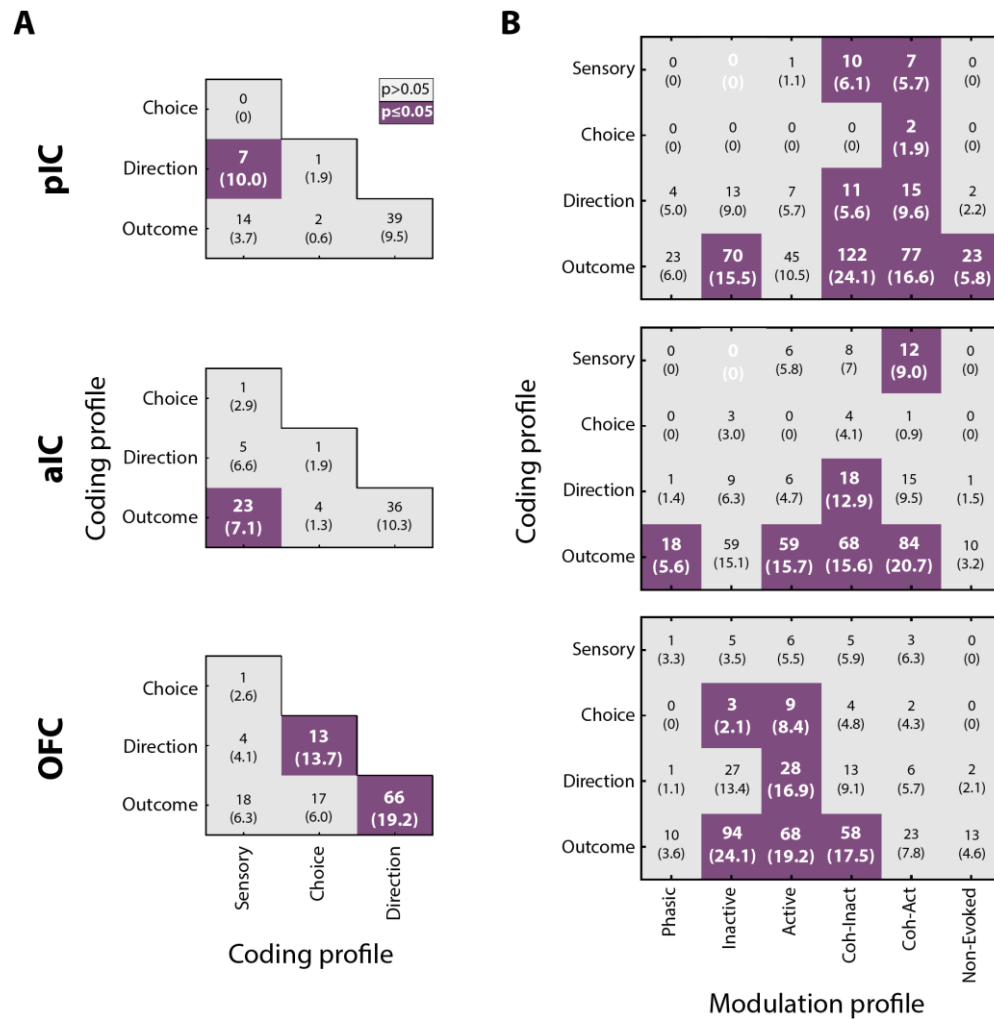 A
B
pIC
p>0.05
p≤0.05
Choice
0
(0)
Direction
7 1
(10.0) (1.9)
Outcome
14 2 39
(3.7) (0.6) (9.5)
aIC
Coding profile
Choice
1
(2.9)
Direction
5 1
(6.6) (1.9)
Outcome
23 4 36
(7.1) (1.3) (10.3)
OFC
Choice
1
(2.6)
Direction
4 13
(4.1) (13.7)
Outcome
18 17 66
(6.3) (6.0) (19.2)
Sensory
Choice
Direction
Coding profile
Sensory
0 0 1 10 7 0
(0) (0) (1.1) (6.1) (5.7) (0)
Choice
0 0 0 0 2 0
(0) (0) (0) (0) (1.9) (0)
Direction
4 13 7 11 15 2
(5.0) (9.0) (5.7) (5.6) (9.6) (2.2)
Outcome
23 70 45 122 77 23
(6.0) (15.5) (10.5) (24.1) (16.6) (5.8)
Coding profile
Sensory
0 0 6 8 12 0
(0) (0) (5.8) (7) (9.0) (0)
Choice
0 3 0 4 1 0
(0) (3.0) (0) (4.1) (0.9) (0)
Direction
1 9 6 18 15 1
(1.4) (6.3) (4.7) (12.9) (9.5) (1.5)
Outcome
18 59 59 68 84 10
(5.6) (15.1) (15.7) (15.6) (20.7) (3.2)
Sensory
1 5 6 5 3 0
(3.3) (3.5) (5.5) (5.9) (6.3) (0)
Choice
0 3 9 4 2 0
(0) (2.1) (8.4) (4.8) (4.3) (0)
Direction
1 27 28 13 6 2
(1.1) (13.4) (16.9) (9.1) (5.7) (2.1)
Outcome
10 94 68 58 23 13
(3.6) (24.1) (19.2) (17.5) (7.8) (4.6)
Phasic
Inactive
Active
Coh-Inact
Coh-Act
Non-Evoked
Modulation profile